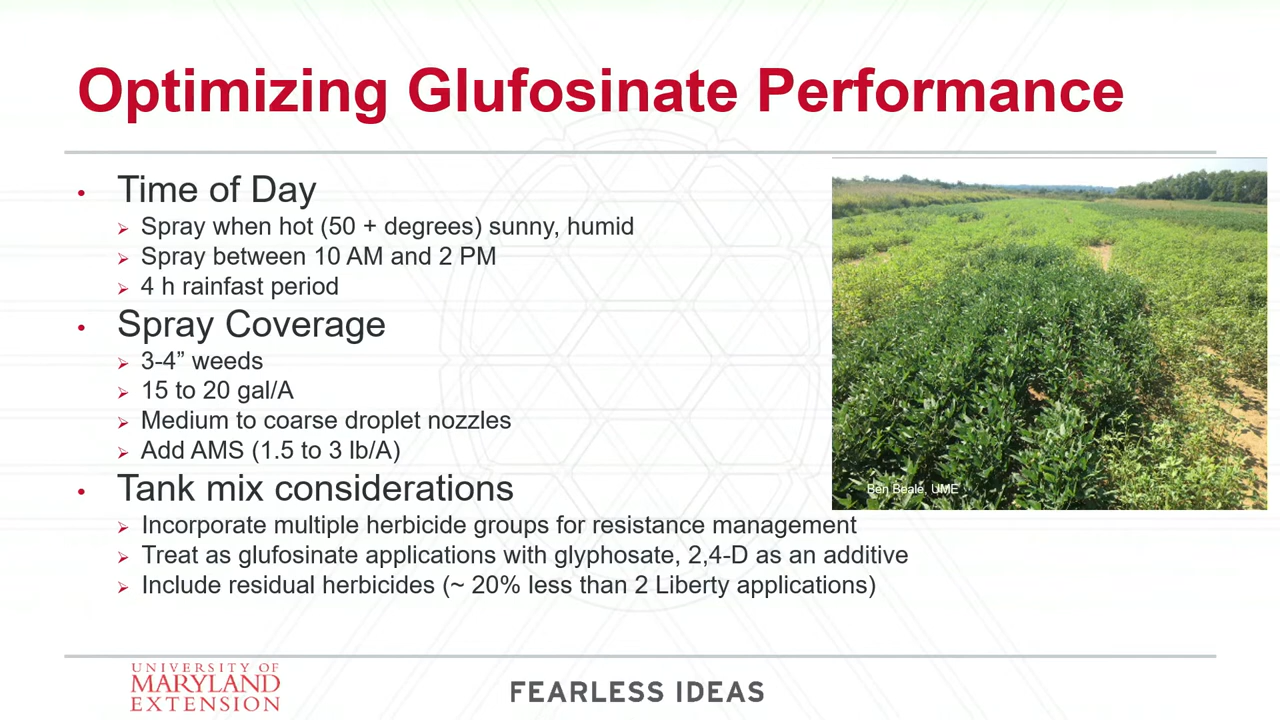 Optimizing Glufosinate Performance
• Time of Day
➢ Spray when hot (50 + degrees) sunny, humid
➢ Spray between 10 AM and 2 PM
➢ 4 h rainfast period
• Spray Coverage
➢ 3-4” weeds
➢ 15 to 20 gal/A
➢ Medium to coarse droplet nozzles
➢ Add AMS (1.5 to 3 lb/A)
• Tank mix considerations
➢ Incorporate multiple herbicide groups for resistance management
➢ Treat as glufosinate applications with glyphosate, 2,4-D as an additive
➢ Include residual herbicides (~ 20% less than 2 Liberty applications)
Ben Beale, UME
UNIVERSITY OF
MARYLAND
EXTENSION
FEARLESS IDEAS